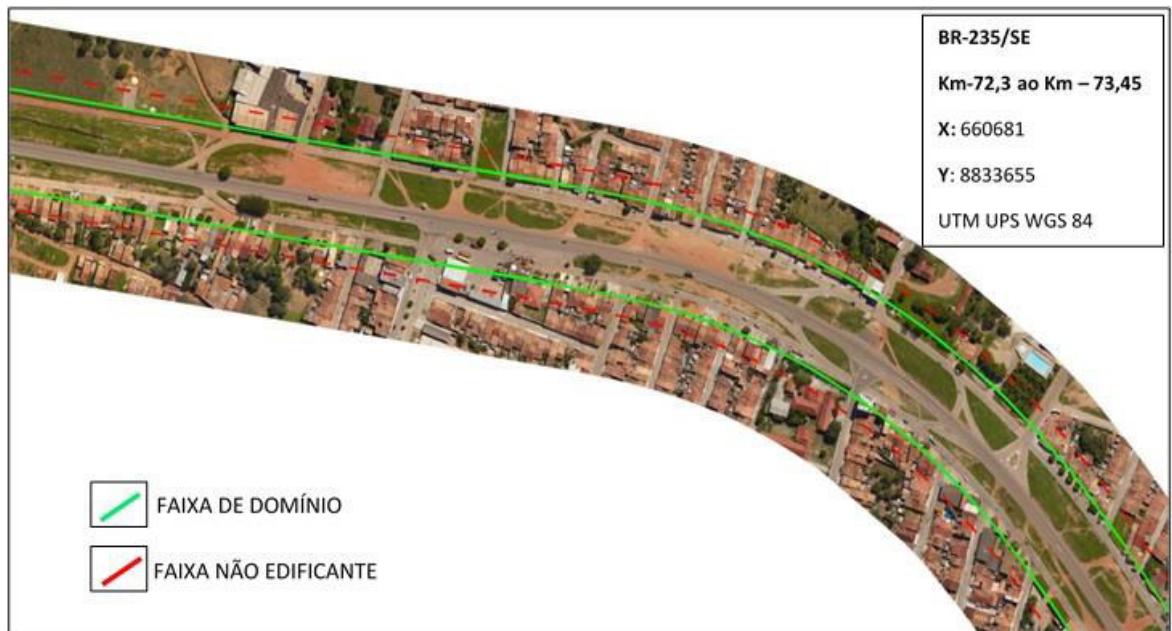 BR-235/SE
Km-72,3 ao Km – 73,45
X: 660681
Y: 8833655
UTM UPS WGS 84
FAIXA DE DOMÍNIO
FAIXA NÃO EDIFICANTE